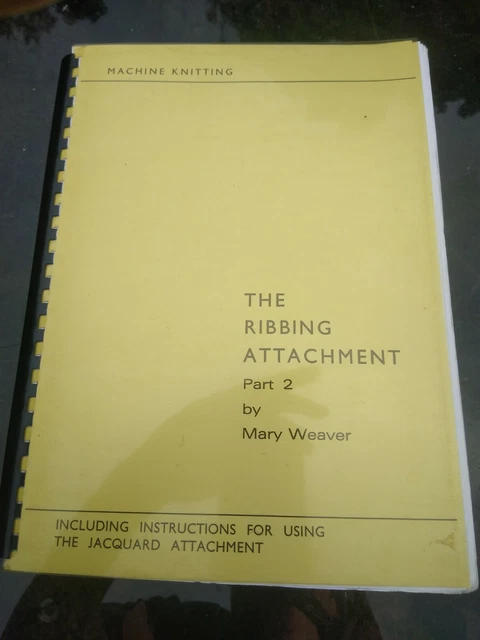 MACHINE KNITTING
THE
RIBBING
ATTACHMENT
Part 2
by
Mary Weaver
INCLUDING INSTRUCTIONS FOR USING
THE JACQUARD ATTACHMENT